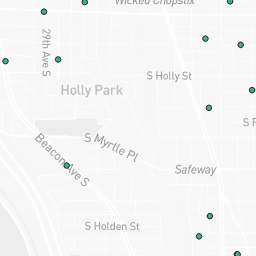 Wicked Chopstix
29th Ave S
S Holly St
Holly Park
S
S Myrtle Pl
Beacon Ave S
Safeway
S Holden St